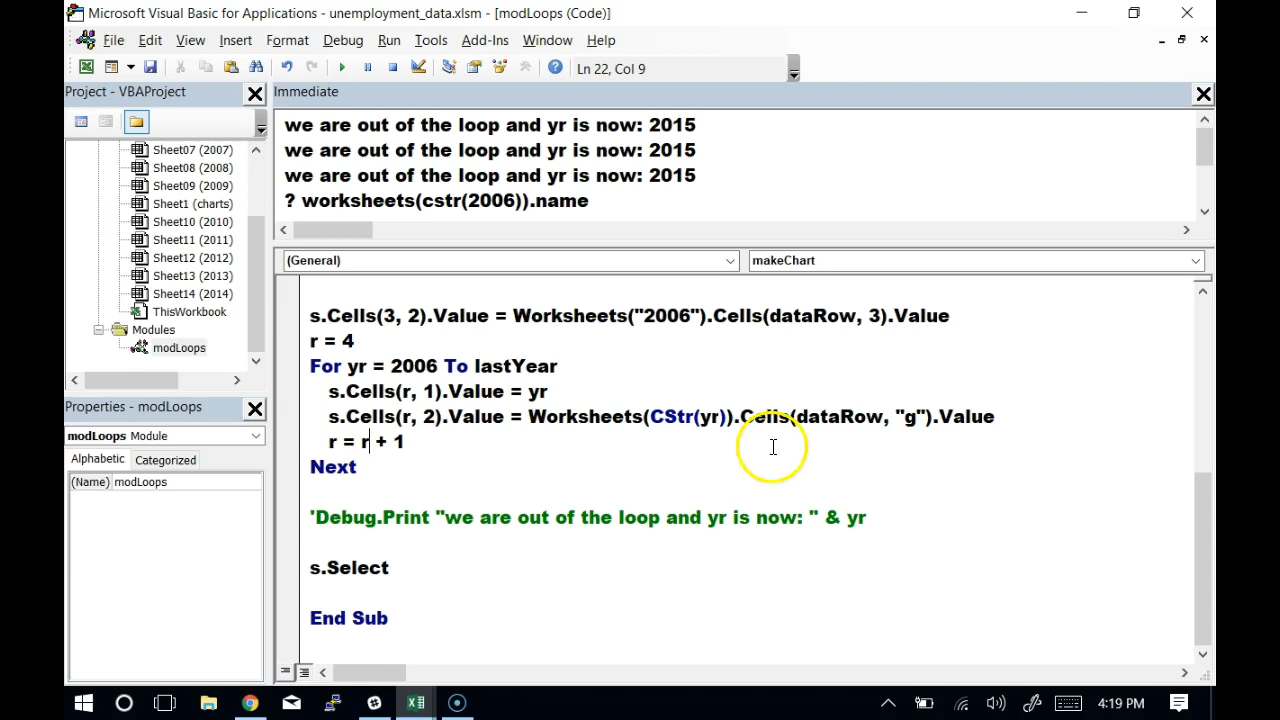 Microsoft Visual Basic for Applications - unemployment_data.xlsm - [modLoops (Code)]
File Edit View Insert Format Debug Run Tools Add-Ins Window Help
Ln 22, Col 9
Project - VBAProject
Sheet07 (2007)
Sheet08 (2008)
Sheet09 (2009)
Sheet1 (charts)
Sheet10 (2010)
Sheet11 (2011)
Sheet12 (2012)
Sheet13 (2013)
Sheet14 (2014)
ThisWorkbook
Modules
modLoops
Properties - modLoops
modLoops Module
Alphabetic Categorized
(Name) modLoops
Immediate
we are out of the loop and yr is now: 2015
we are out of the loop and yr is now: 2015
we are out of the loop and yr is now: 2015
? worksheets(cstr(2006)).name
(General) makeChart
s.Cells(3, 2).Value = Worksheets("2006").Cells(dataRow, 3).Value
r = 4
For yr = 2006 To lastYear
s.Cells(r, 1).Value = yr
s.Cells(r, 2).Value = Worksheets(CStr(yr)).Cells(dataRow, "g").Value
r = r + 1
Next
'Debug.Print "we are out of the loop and yr is now: " & yr
s.Select
End Sub
4:19 PM